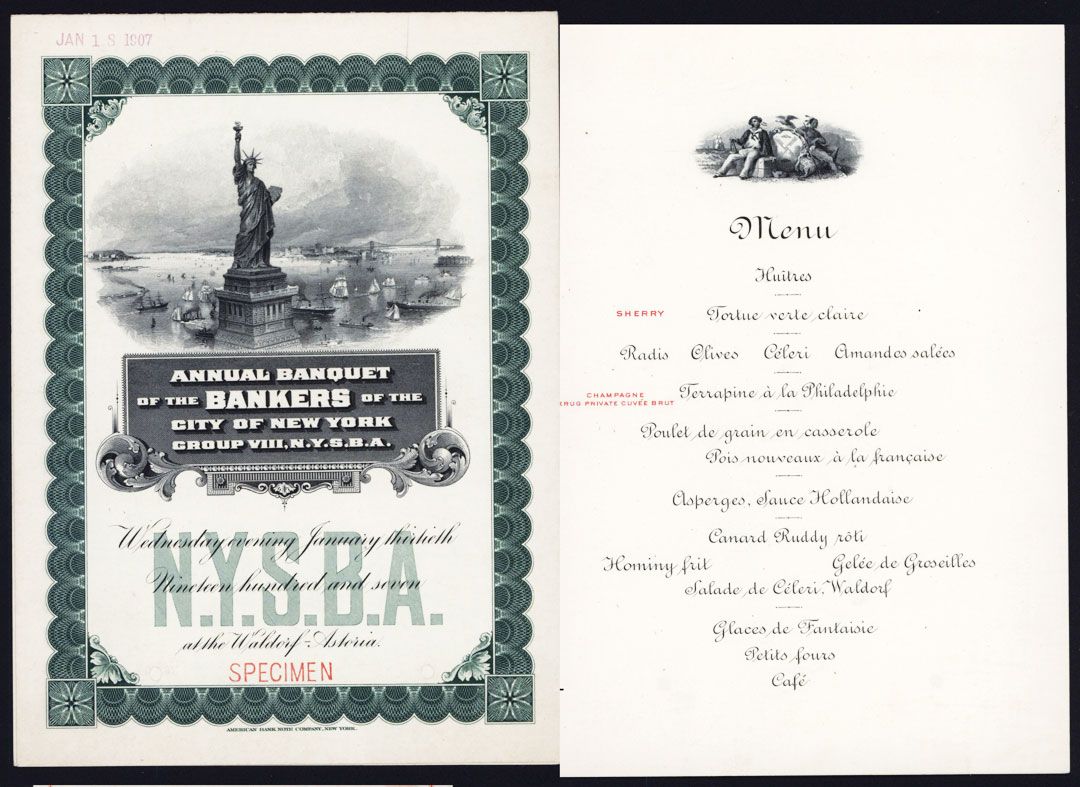 JAN 18 1907
ANNUAL BANQUET
OF THE BANKERS OF THE
CITY OF NEW YORK
GROUP VIII, N.Y.S.B.A.
Wednesday evening January thirtieth
N.Y.S.B.A.
Nineteen hundred and seven
at the Waldorf-Astoria.
SPECIMEN
AMERICAN BANK NOTE COMPANY, NEW YORK.
Menu
Huîtres
SHERRY Tortue verte claire
Radis Olives Céleri Amandes salées
CHAMPAGNE Terrapine à la Philadelphie
RUG PRIVATE CUVÉE BRUT
Poulet de grain en casserole
Pois nouveaux à la française
Asperges, Sauce Hollandaise
Canard Ruddy rôti
Hominy frit Gelée de Groseilles
Salade de Céleri, Waldorf
Glaces de Fantaisie
Petits fours
Café